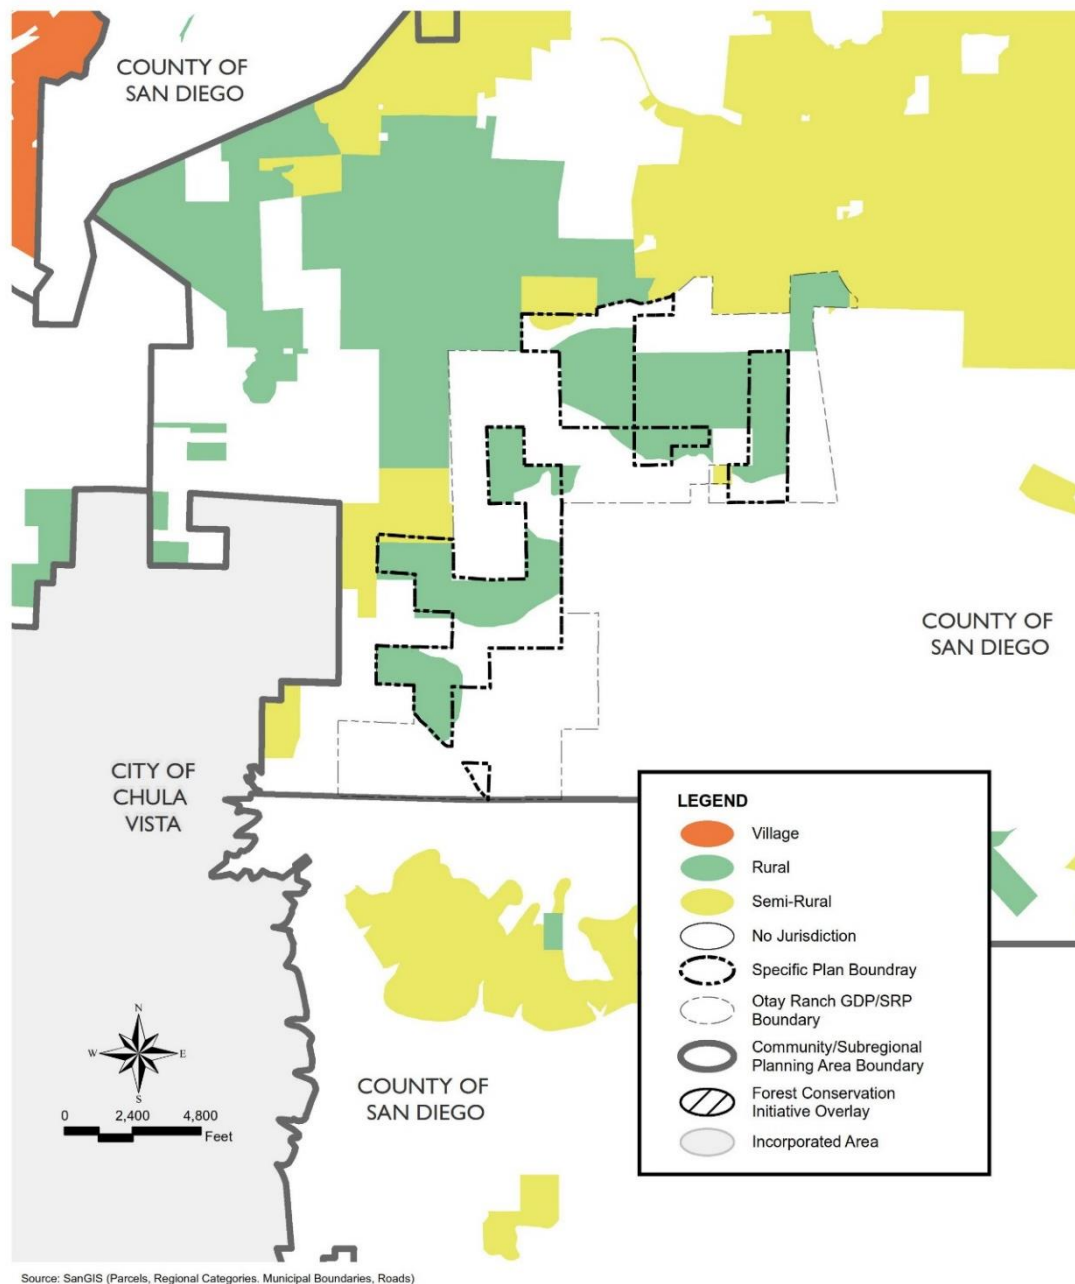 COUNTY OF
SAN DIEGO
COUNTY OF
SAN DIEGO
CITY OF
CHULA
VISTA
LEGEND
Village
Rural
Semi-Rural
No Jurisdiction
Specific Plan Boundray
Otay Ranch GDP/SRP
Boundary
Community/Subregional
Planning Area Boundary
Forest Conservation
Initiative Overlay
Incorporated Area
N
W E
S
0 2,400 4,800
Feet
COUNTY OF
SAN DIEGO
Source: SanGIS (Parcels, Regional Categories. Municipal Boundaries, Roads)